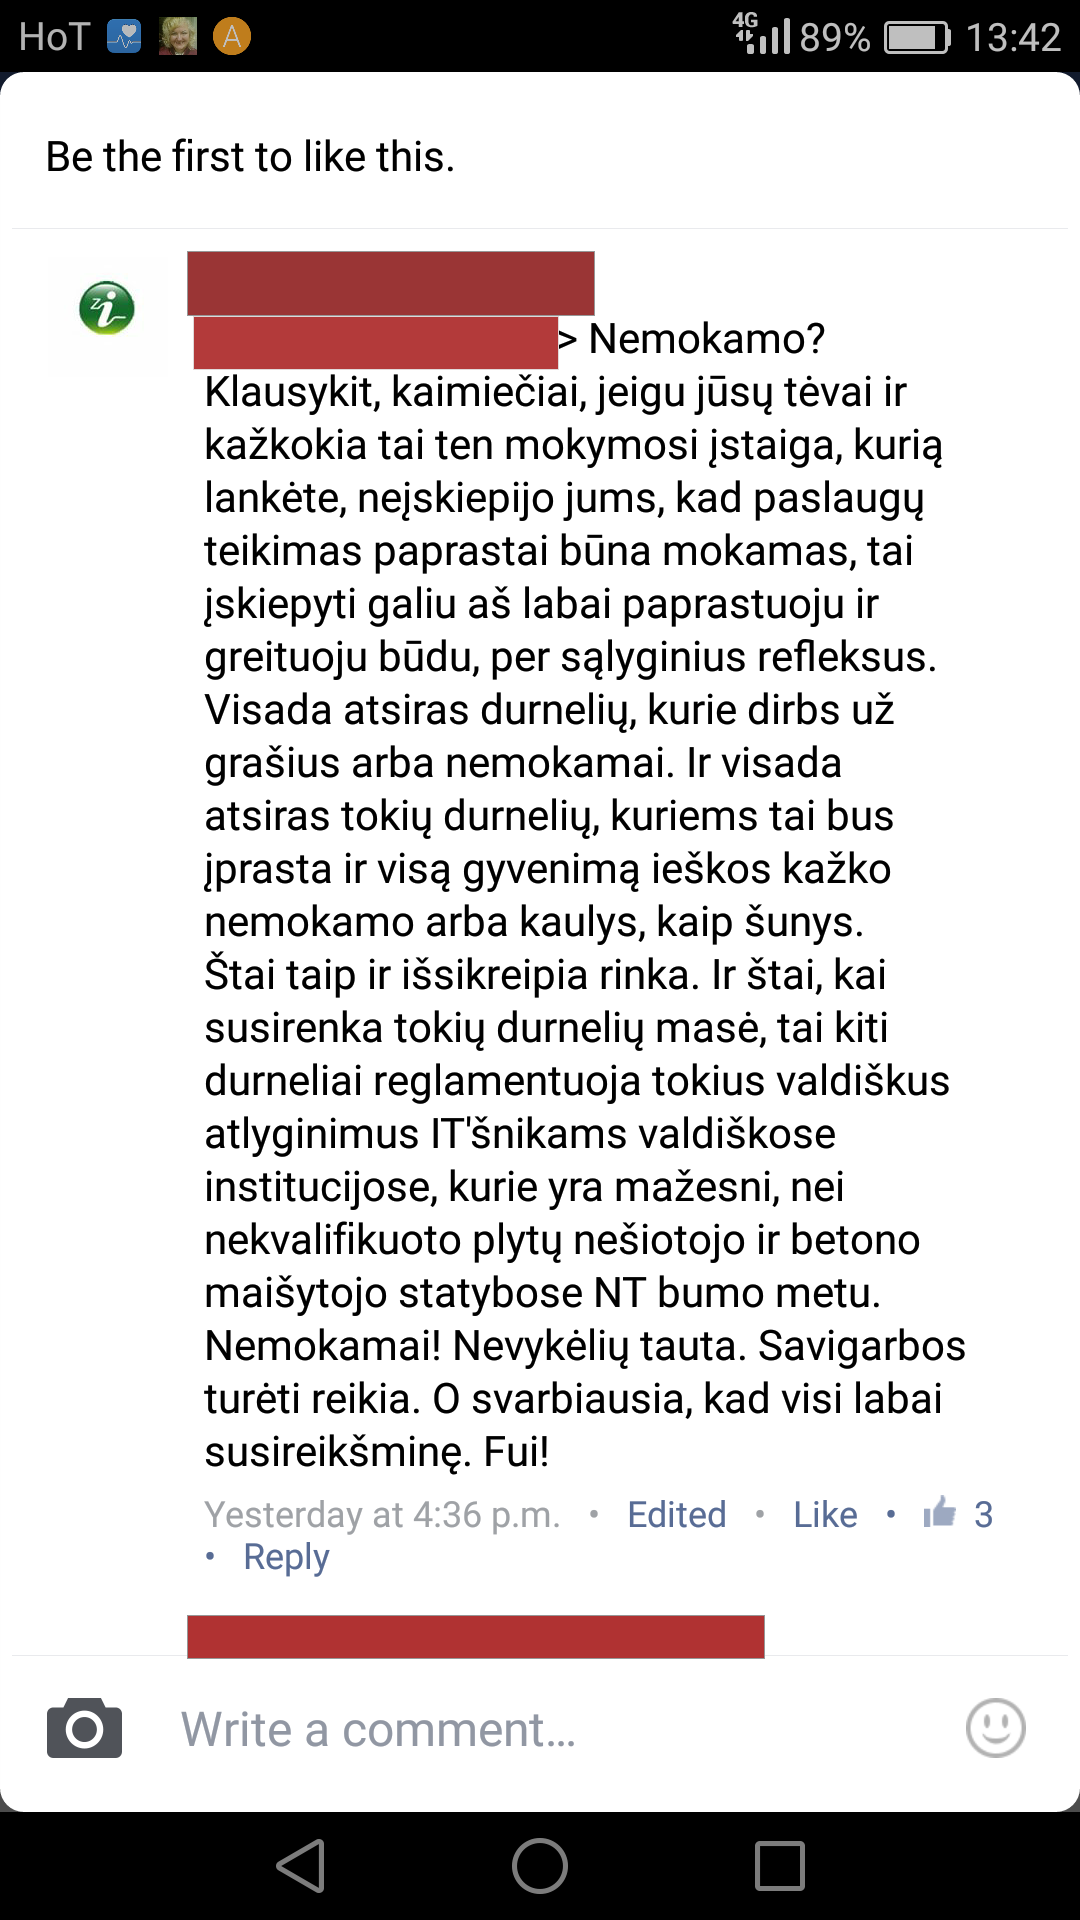 HoT A 4G 89% 13:42
Be the first to like this.
zi
> Nemokamo?
Klausykit, kaimiečiai, jeigu jūsų tėvai ir
kažkokia tai ten mokymosi įstaiga, kurią
lankėte, neįskiepijo jums, kad paslaugų
teikimas paprastai būna mokamas, tai
įskiepyti galiu aš labai paprastuoju ir
greituoju būdu, per sąlyginius refleksus.
Visada atsiras durnelių, kurie dirbs už
grašius arba nemokamai. Ir visada
atsiras tokių durnelių, kuriems tai bus
įprasta ir visą gyvenimą ieškos kažko
nemokamo arba kaulys, kaip šunys.
Štai taip ir išsikreipia rinka. Ir štai, kai
susirenka tokių durnelių masė, tai kiti
durneliai reglamentuoja tokius valdiškus
atlyginimus IT'šnikams valdiškose
institucijose, kurie yra mažesni, nei
nekvalifikuoto plytų nešiotojo ir betono
maišytojo statybose NT bumo metu.
Nemokamai! Nevykėlių tauta. Savigarbos
turėti reikia. O svarbiausia, kad visi labai
susireikšminę. Fui!
Yesterday at 4:36 p.m. • Edited • Like • 3
• Reply
Write a comment...